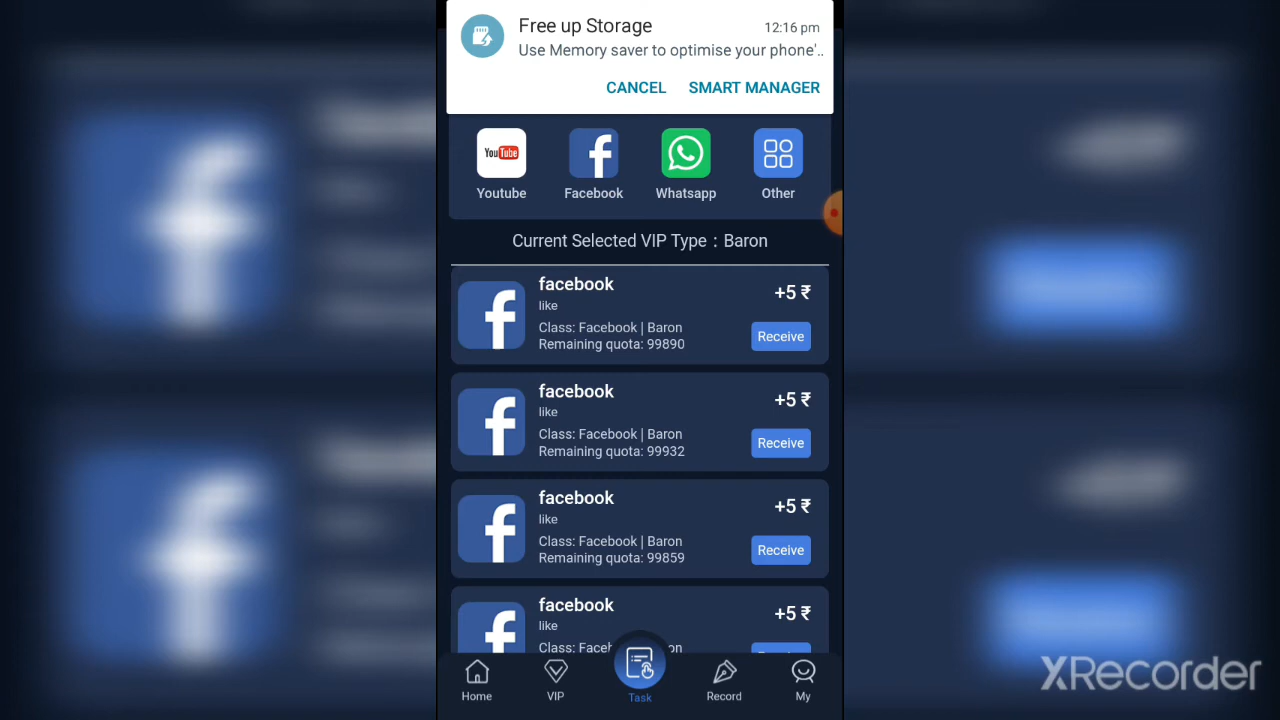 Free up Storage
12:16 pm
Use Memory saver to optimise your phone'..
CANCEL
SMART MANAGER
YouTube
Youtube
Facebook
Whatsapp
Other
Current Selected VIP Type : Baron
facebook
+5 ₹
like
Class: Facebook | Baron
Remaining quota: 99890
Receive
facebook
+5 ₹
like
Class: Facebook | Baron
Remaining quota: 99932
Receive
facebook
+5 ₹
like
Class: Facebook | Baron
Remaining quota: 99859
Receive
facebook
+5 ₹
like
Home
VIP
Task
Record
My
XRecorder